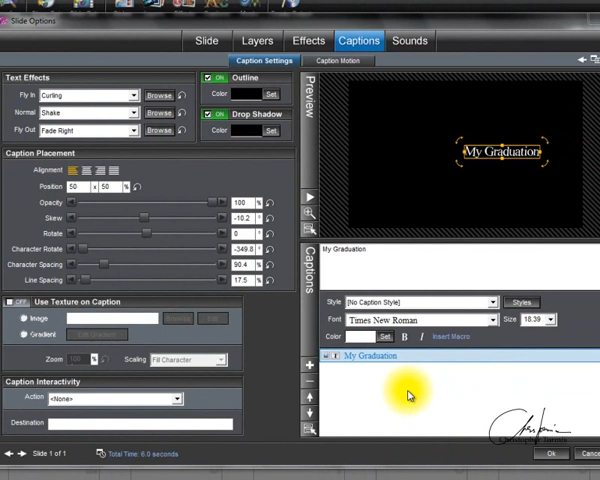 Slide Options
Slide Layers Effects Captions Sounds
Caption Settings Caption Motion
Text Effects
Fly In Curling Browse
Normal Shake Browse
Fly Out Fade Right Browse
ON Outline
Color Set
ON Drop Shadow
Color Set
Caption Placement
Alignment
Position 50 x 50 %
Opacity 100 %
Skew -10.2 °
Rotate 0 °
Character Rotate -349.8 °
Character Spacing 90.4 %
Line Spacing 17.5 %
OFF Use Texture on Caption
Image Browse Edit
Gradient Edit Gradient
Zoom 100 % Scaling Fill Character
Caption Interactivity
Action <None>
Destination
Preview
My Graduation
Captions
My Graduation
Style [No Caption Style] Styles
Font Times New Roman Size 18.39
Color Set B I Insert Macro
My Graduation
Slide 1 of 1 Total Time: 6.0 seconds
Ok Cance